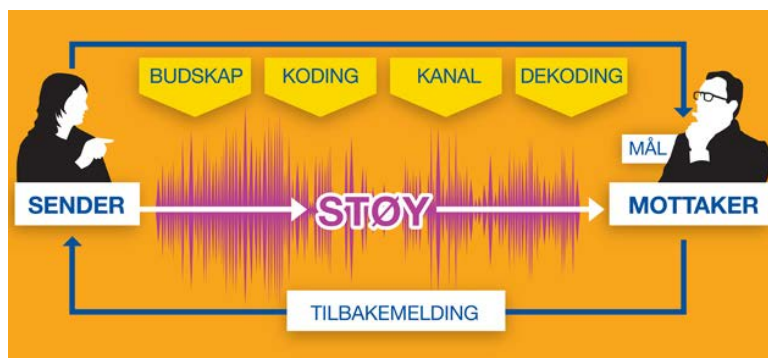 BUDSKAP
KODING
KANAL
DEKODING
MÅL
SENDER
STØY
MOTTAKER
TILBAKEMELDING